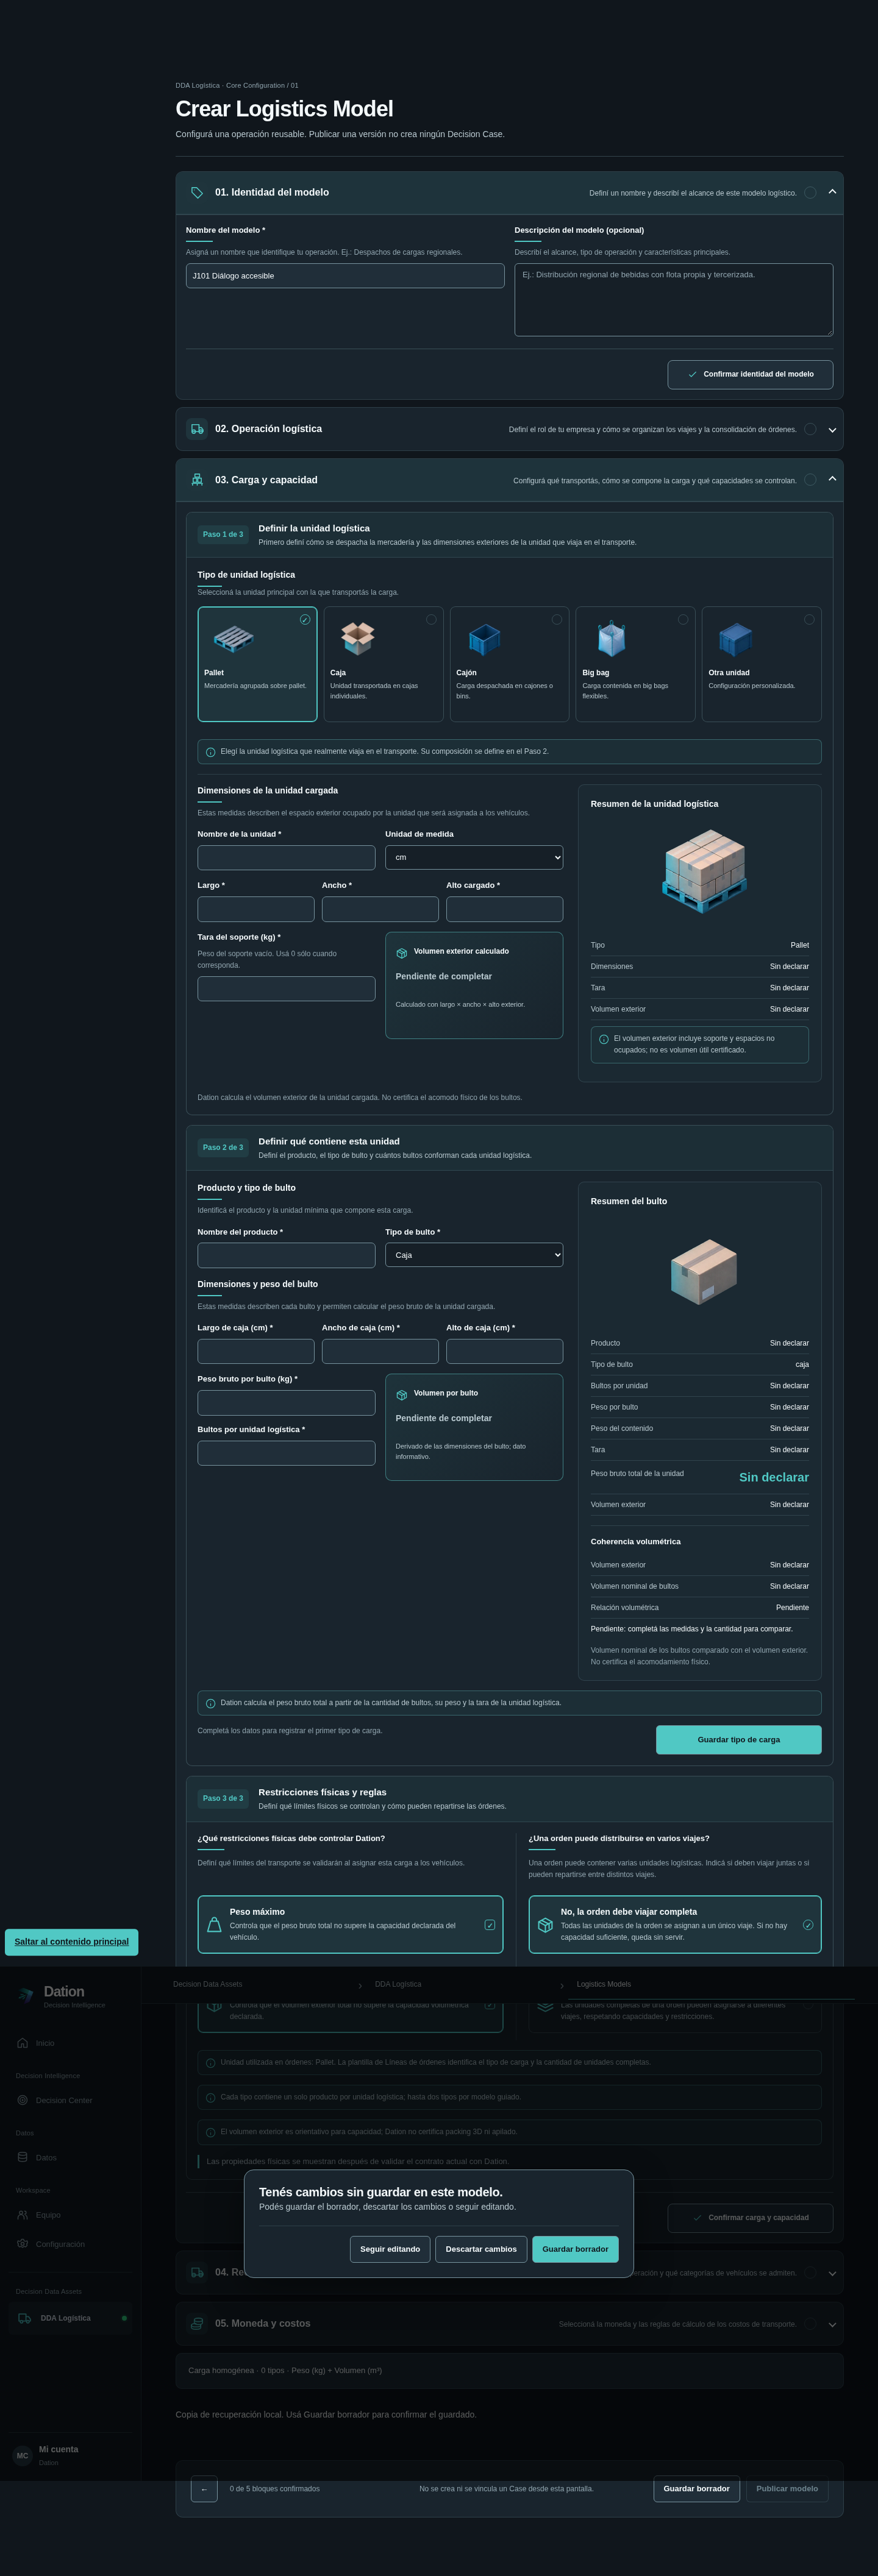 DDA Logística · Core Configuration / 01
Crear Logistics Model
Configurá una operación reusable. Publicar una versión no crea ningún Decision Case.
01. Identidad del modelo
Definí un nombre y describí el alcance de este modelo logístico.
Nombre del modelo *
Asigná un nombre que identifique tu operación. Ej.: Despachos de cargas regionales.
J101 Diálogo accesible
Descripción del modelo (opcional)
Describí el alcance, tipo de operación y características principales.
Ej.: Distribución regional de bebidas con flota propia y tercerizada.
Confirmar identidad del modelo
02. Operación logística
Definí el rol de tu empresa y cómo se organizan los viajes y la consolidación de órdenes.
03. Carga y capacidad
Configurá qué transportás, cómo se compone la carga y qué capacidades se controlan.
Paso 1 de 3
Definir la unidad logística
Primero definí cómo se despacha la mercadería y las dimensiones exteriores de la unidad que viaja en el transporte.
Tipo de unidad logística
Seleccioná la unidad principal con la que transportás la carga.
Pallet
Mercadería agrupada sobre pallet.
Caja
Unidad transportada en cajas
individuales.
Cajón
Carga despachada en cajones o
bins.
Big bag
Carga contenida en big bags
flexibles.
Otra unidad
Configuración personalizada.
Elegí la unidad logística que realmente viaja en el transporte. Su composición se define en el Paso 2.
Dimensiones de la unidad cargada
Estas medidas describen el espacio exterior ocupado por la unidad que será asignada a los vehículos.
Nombre de la unidad *
Unidad de medida
cm
Largo *
Ancho *
Alto cargado *
Tara del soporte (kg) *
Peso del soporte vacío. Usá 0 sólo cuando
corresponda.
Volumen exterior calculado
Pendiente de completar
Calculado con largo × ancho × alto exterior.
Resumen de la unidad logística
Tipo Pallet
Dimensiones Sin declarar
Tara Sin declarar
Volumen exterior Sin declarar
El volumen exterior incluye soporte y espacios no
ocupados; no es volumen útil certificado.
Dation calcula el volumen exterior de la unidad cargada. No certifica el acomodo físico de los bultos.
Paso 2 de 3
Definir qué contiene esta unidad
Definí el producto, el tipo de bulto y cuántos bultos conforman cada unidad logística.
Producto y tipo de bulto
Identificá el producto y la unidad mínima que compone esta carga.
Nombre del producto *
Tipo de bulto *
Caja
Dimensiones y peso del bulto
Estas medidas describen cada bulto y permiten calcular el peso bruto de la unidad cargada.
Largo de caja (cm) *
Ancho de caja (cm) *
Alto de caja (cm) *
Peso bruto por bulto (kg) *
Bultos por unidad logística *
Volumen por bulto
Pendiente de completar
Derivado de las dimensiones del bulto; dato
informativo.
Resumen del bulto
Producto Sin declarar
Tipo de bulto caja
Bultos por unidad Sin declarar
Peso por bulto Sin declarar
Peso del contenido Sin declarar
Tara Sin declarar
Peso bruto total de la unidad Sin declarar
Volumen exterior Sin declarar
Coherencia volumétrica
Volumen exterior Sin declarar
Volumen nominal de bultos Sin declarar
Relación volumétrica Pendiente
Pendiente: completá las medidas y la cantidad para comparar.
Volumen nominal de los bultos comparado con el volumen exterior.
No certifica el acomodamiento físico.
Dation calcula el peso bruto total a partir de la cantidad de bultos, su peso y la tara de la unidad logística.
Completá los datos para registrar el primer tipo de carga.
Guardar tipo de carga
Paso 3 de 3
Restricciones físicas y reglas
Definí qué límites físicos se controlan y cómo pueden repartirse las órdenes.
¿Qué restricciones físicas debe controlar Dation?
Definí qué límites del transporte se validarán al asignar esta carga a los vehículos.
¿Una orden puede distribuirse en varios viajes?
Una orden puede contener varias unidades logísticas. Indicá si deben viajar juntas o si
pueden repartirse entre distintos viajes.
Peso máximo
Controla que el peso bruto total no supere la capacidad declarada del
vehículo.
No, la orden debe viajar completa
Todas las unidades de la orden se asignan a un único viaje. Si no hay
capacidad suficiente, queda sin servir.
Saltar al contenido principal
Dation
Decision Intelligence
Decision Data Assets
DDA Logística
Logistics Models
Controla que el volumen exterior total no supere la capacidad volumétrica
declarada.
Las unidades completas de una orden pueden asignarse a diferentes
viajes, respetando capacidades y restricciones.
Inicio
Decision Intelligence
Decision Center
Datos
Datos
Workspace
Equipo
Configuración
Decision Data Assets
DDA Logística
Unidad utilizada en órdenes: Pallet. La plantilla de Líneas de órdenes identifica el tipo de carga y la cantidad de unidades completas.
Cada tipo contiene un solo producto por unidad logística; hasta dos tipos por modelo guiado.
El volumen exterior es orientativo para capacidad; Dation no certifica packing 3D ni apilado.
Las propiedades físicas se muestran después de validar el contrato actual con Dation.
Confirmar carga y capacidad
Tenés cambios sin guardar en este modelo.
Podés guardar el borrador, descartar los cambios o seguir editando.
Seguir editando
Descartar cambios
Guardar borrador
04. Re
eración y qué categorías de vehículos se admiten.
05. Moneda y costos
Seleccioná la moneda y las reglas de cálculo de los costos de transporte.
Carga homogénea · 0 tipos · Peso (kg) + Volumen (m³)
Copia de recuperación local. Usá Guardar borrador para confirmar el guardado.
MC
Mi cuenta
Dation
←
0 de 5 bloques confirmados
No se crea ni se vincula un Case desde esta pantalla.
Guardar borrador
Publicar modelo